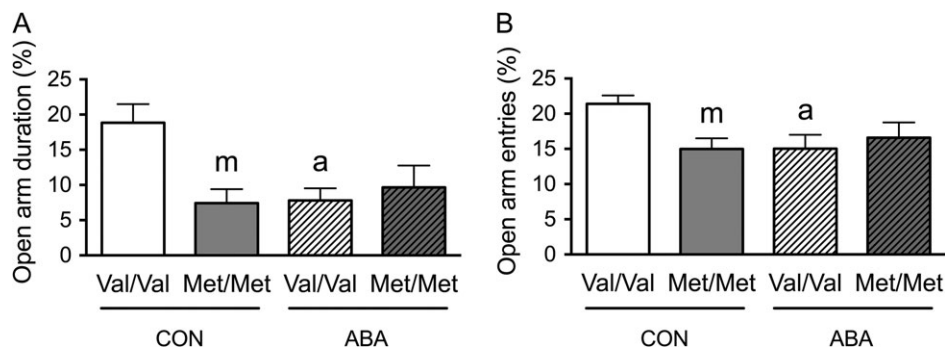 A
Open arm duration (%)
25
20
15
10
5
0
m
a
Val/Val Met/Met Val/Val Met/Met
CON ABA
B
Open arm entries (%)
25
20
15
10
5
0
m
a
Val/Val Met/Met Val/Val Met/Met
CON ABA